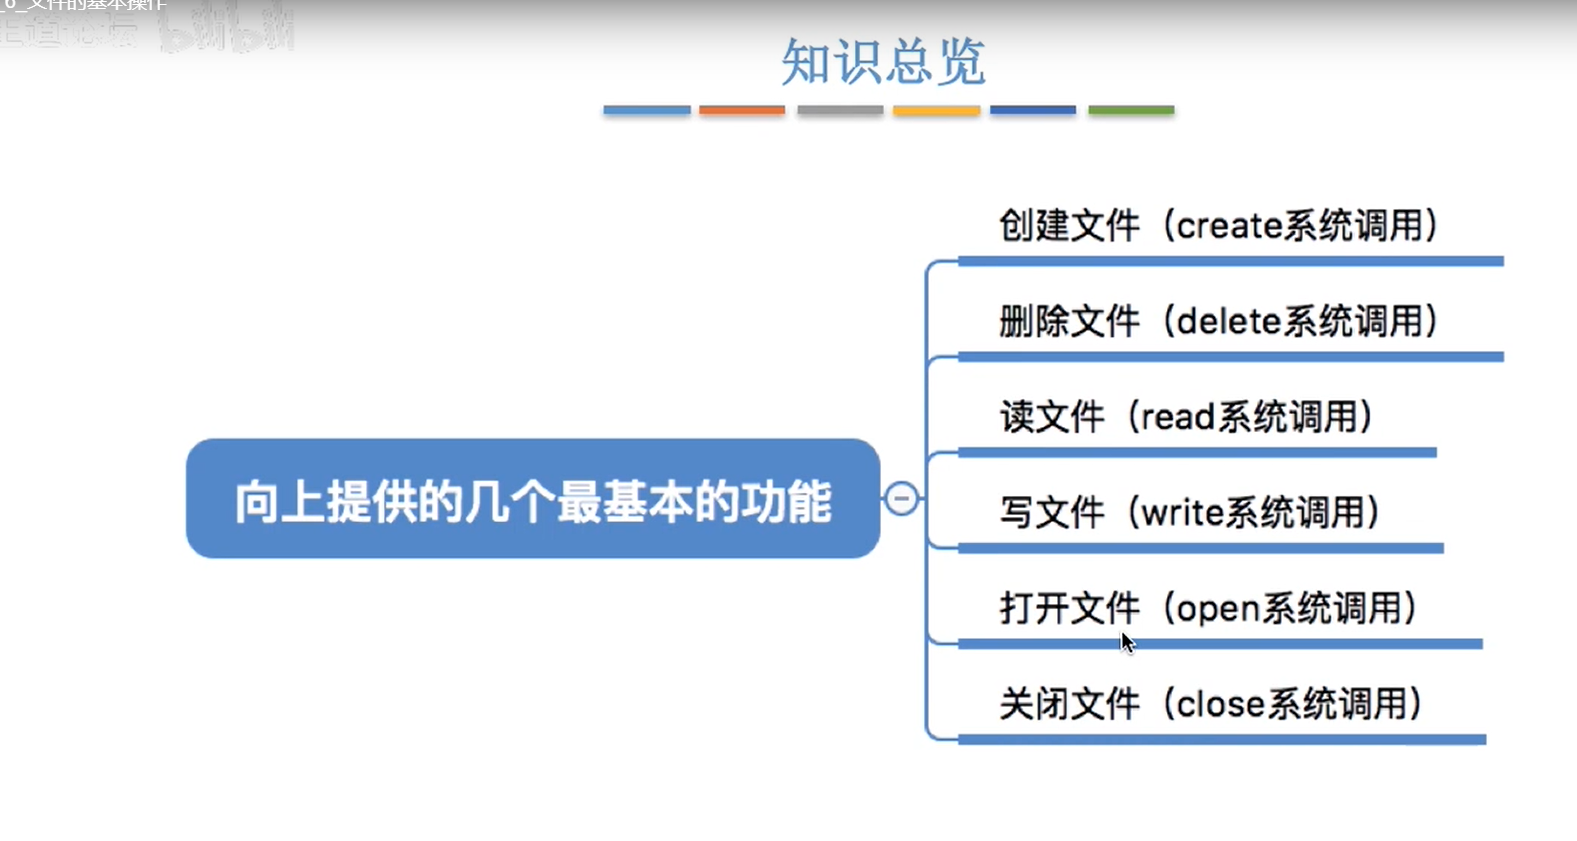 _6_文件的基本操作
王道论坛 bilibili
知识总览
创建文件（create系统调用）
删除文件（delete系统调用）
读文件（read系统调用）
向上提供的几个最基本的功能
写文件（write系统调用）
打开文件（open系统调用）
关闭文件（close系统调用）